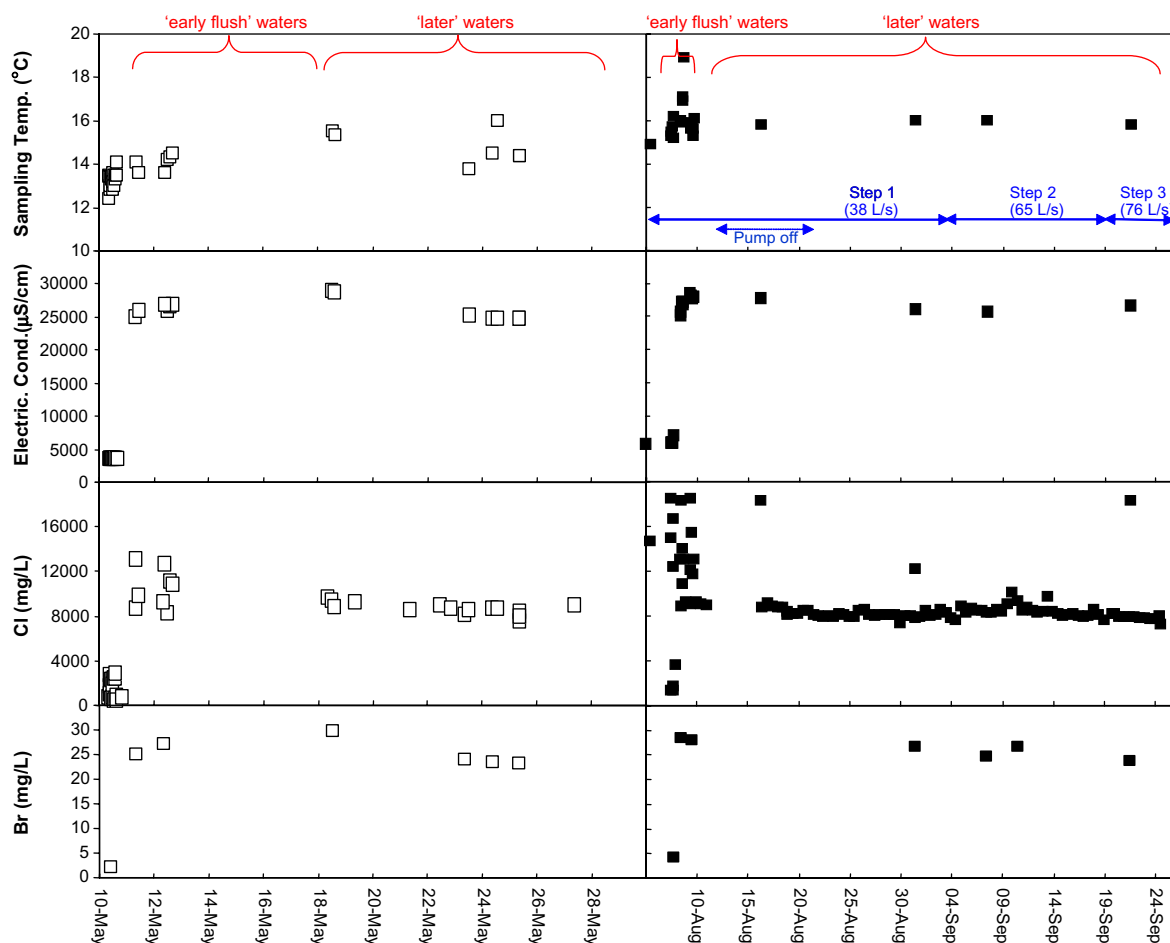 'early flush' waters
'later' waters
'early flush' waters
'later' waters
Sampling Temp. (°C)
20
18
16
14
12
10
Step 1
(38 L/s)
Step 2
(65 L/s)
Step 3
(76 L/s)
Pump off
Electric. Cond.(µS/cm)
30000
25000
20000
15000
10000
5000
0
Cl (mg/L)
16000
12000
8000
4000
0
Br (mg/L)
30
25
20
15
10
5
0
10-May
12-May
14-May
16-May
18-May
20-May
22-May
24-May
26-May
28-May
10-Aug
15-Aug
20-Aug
25-Aug
30-Aug
04-Sep
09-Sep
14-Sep
19-Sep
24-Sep